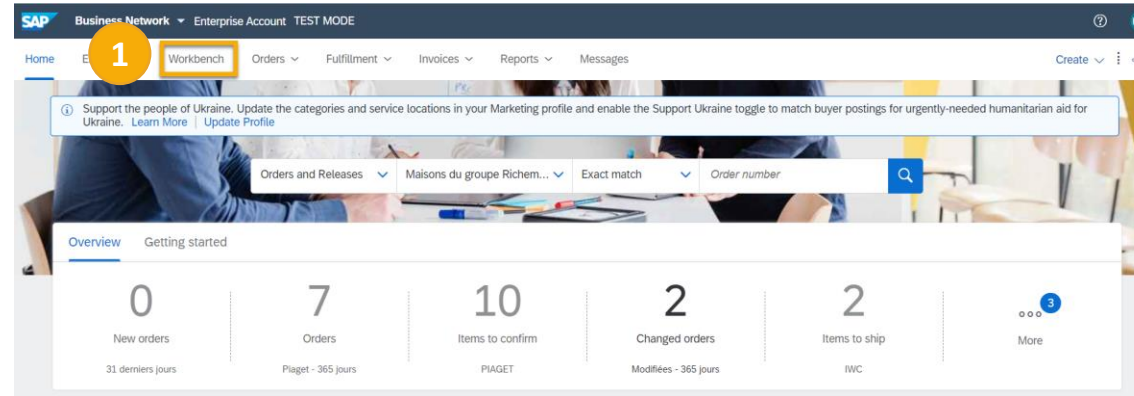 SAP Business Network Enterprise Account TEST MODE
Home E 1 Workbench Orders Fulfillment Invoices Reports Messages Create
Support the people of Ukraine. Update the categories and service locations in your Marketing profile and enable the Support Ukraine toggle to match buyer postings for urgently-needed humanitarian aid for
Ukraine. Learn More | Update Profile
Orders and Releases Maisons du groupe Richem... Exact match Order number
Overview Getting started
0 7 10 2 2 3
New orders Orders Items to confirm Changed orders Items to ship More
31 derniers jours Piaget - 365 jours PIAGET Modifiées - 365 jours IWC